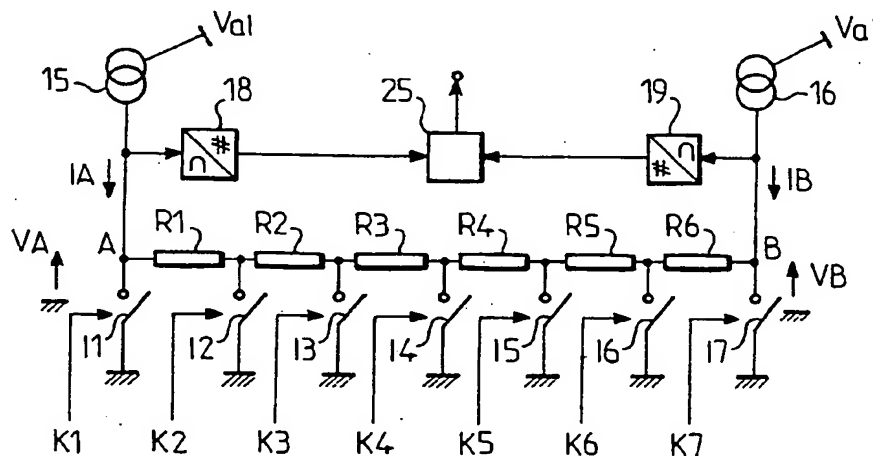 Val
Va
15
18
25
19
16
#
n
#
n
IA
IB
R1
R2
R3
R4
R5
R6
VA
A
B
VB
I1
I2
I3
I4
I5
I6
I7
K1
K2
K3
K4
K5
K6
K7